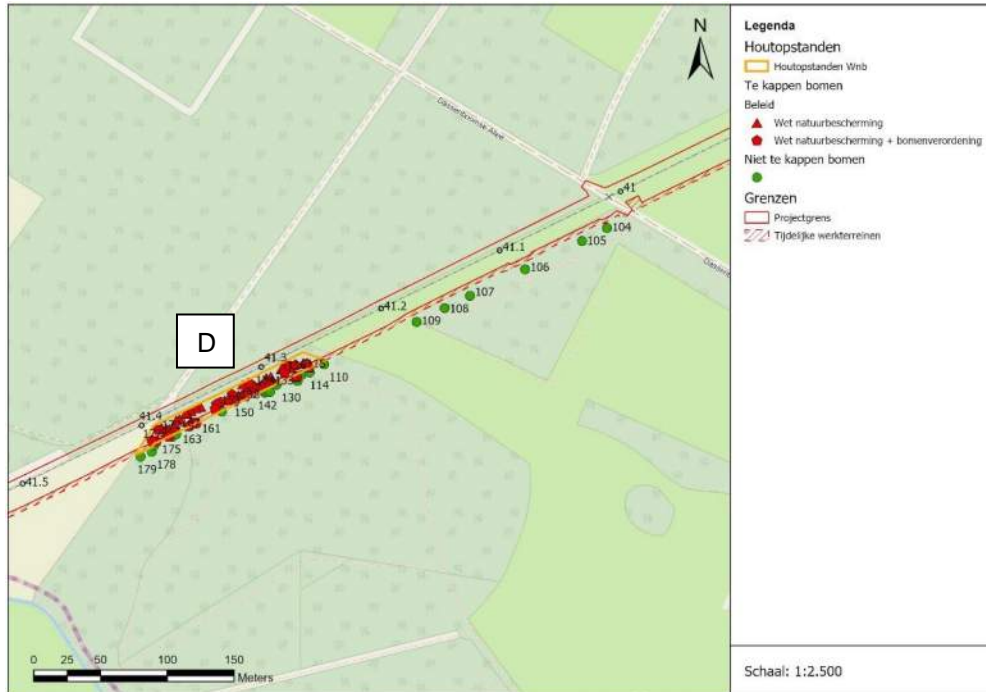 N
Dassenboomse Allee
41
104
105
41.1
106
107
41.2
108
109
D
41.3
110
114
130
142
150
41.4
161
163
175
178
179
41.5
0 25 50 100 150
Meters
Legenda
Houtopstanden
Houtopstanden Wnb
Te kappen bomen
Beleid
Wet natuurbescherming
Wet natuurbescherming + bomenverordening
Niet te kappen bomen
Grenzen
Projectgrens
Tijdelijke werkterreinen
Schaal: 1:2.500